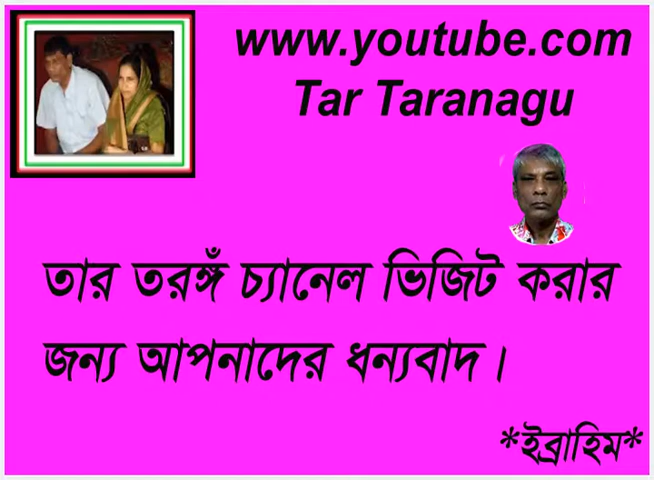 www.youtube.com
Tar Taranagu
তার তরঙ্গঁ চ্যানেল ভিজিট করার
জন্য আপনাদের ধন্যবাদ।
*ইব্রাহিম*